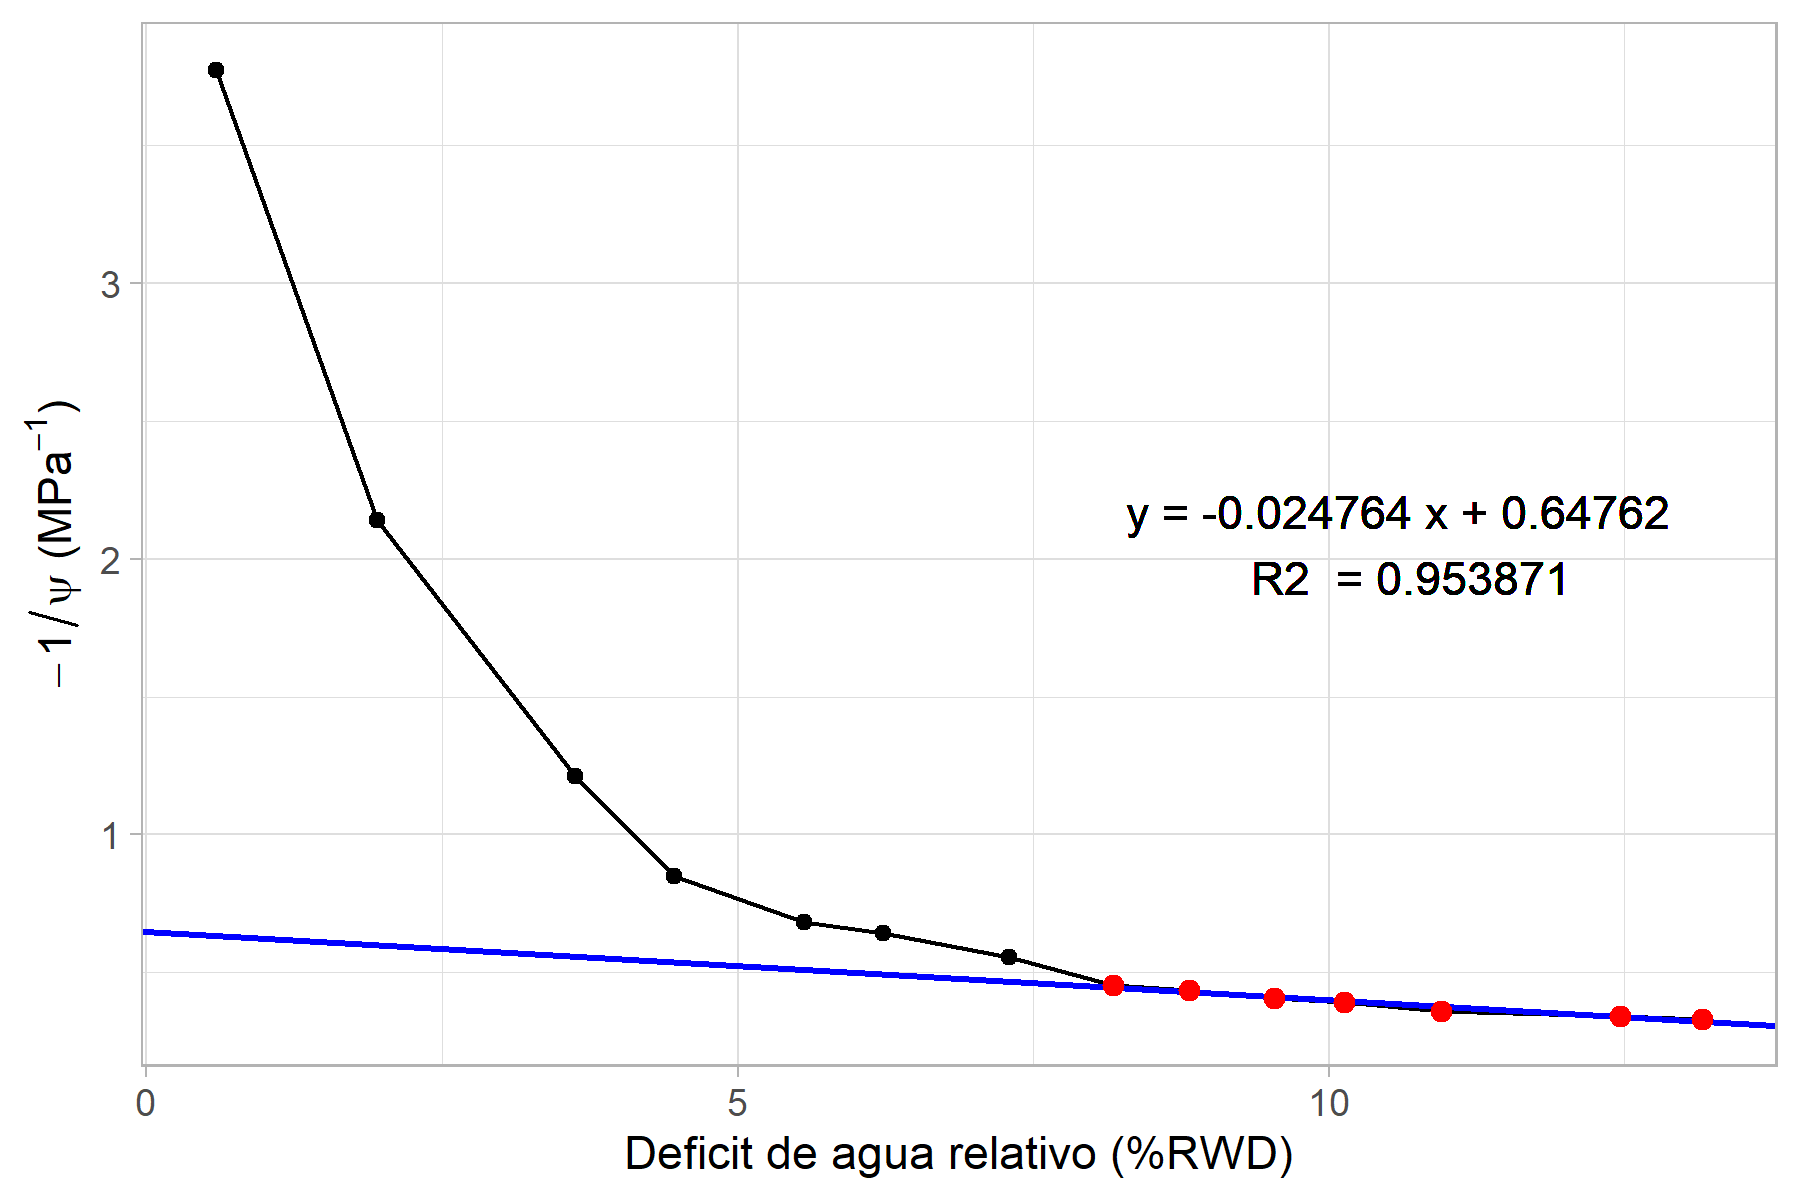 3
2
1
−1/ψ (MPa⁻¹)
y = -0.024764 x + 0.64762
R2 = 0.953871
0 5 10
Deficit de agua relativo (%RWD)